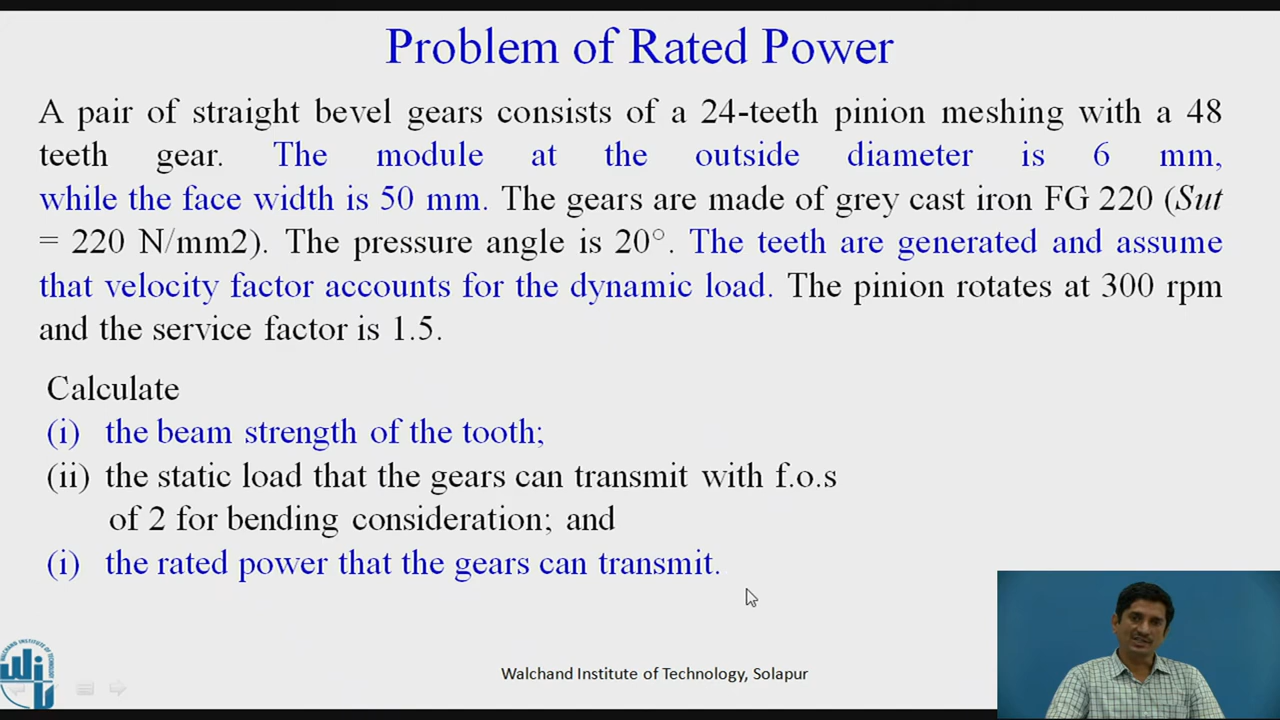 Problem of Rated Power
A pair of straight bevel gears consists of a 24-teeth pinion meshing with a 48
teeth gear. The module at the outside diameter is 6 mm,
while the face width is 50 mm. The gears are made of grey cast iron FG 220 (Sut
= 220 N/mm2). The pressure angle is 20°. The teeth are generated and assume
that velocity factor accounts for the dynamic load. The pinion rotates at 300 rpm
and the service factor is 1.5.
Calculate
(i) the beam strength of the tooth;
(ii) the static load that the gears can transmit with f.o.s
of 2 for bending consideration; and
(i) the rated power that the gears can transmit.
Walchand Institute of Technology, Solapur